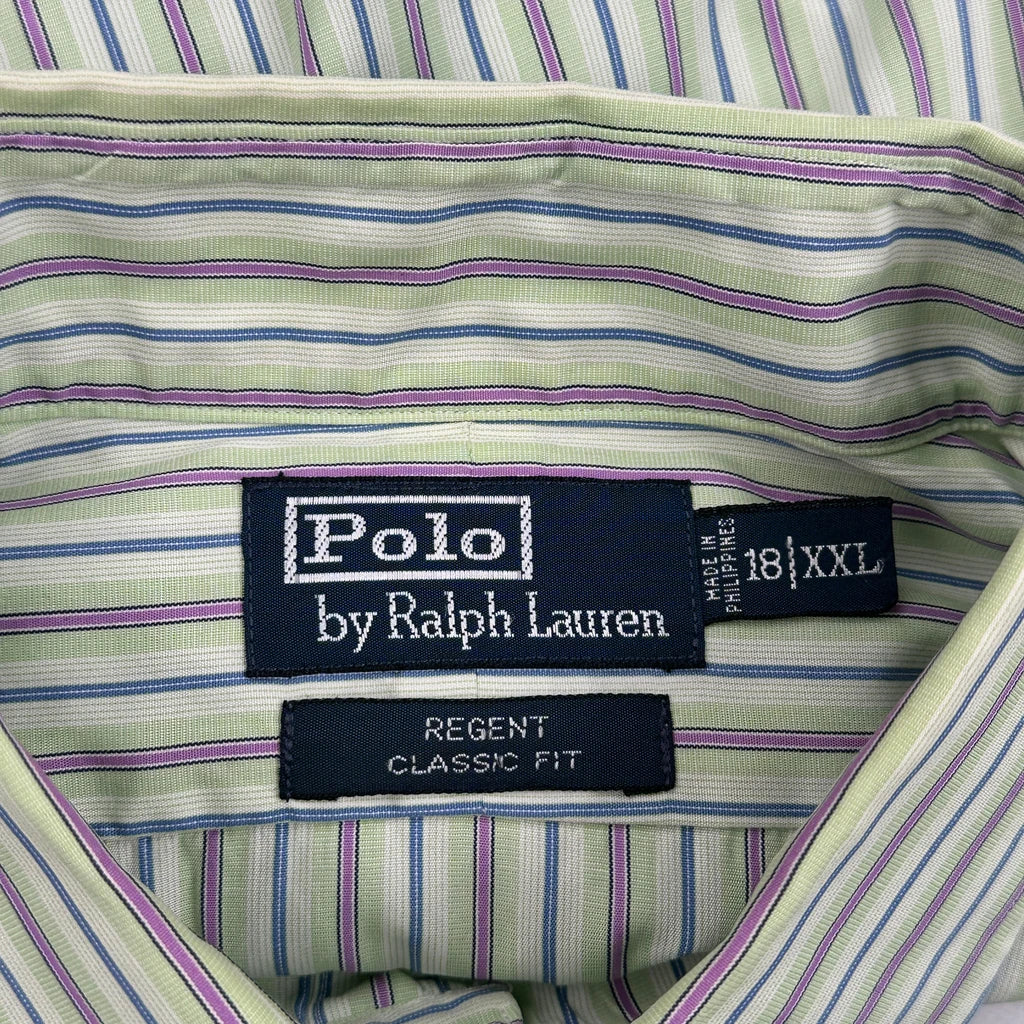 Polo
by Ralph Lauren
MADE IN
PHILIPPINES
18|XXL
REGENT
CLASSIC FIT